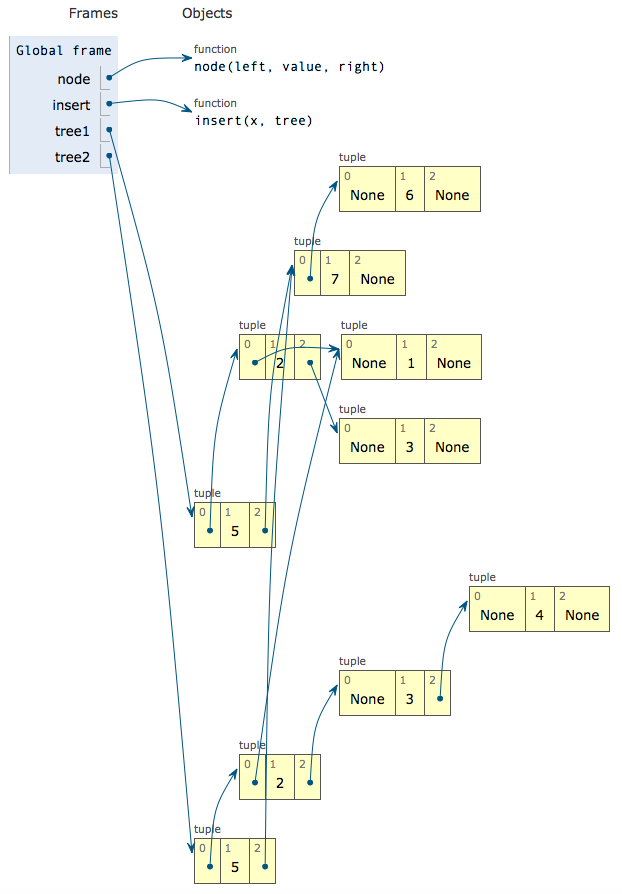 Frames Objects
Global frame
node
insert
tree1
tree2
function
node(left, value, right)
function
insert(x, tree)
tuple
0 1 2
None 6 None
tuple
0 1 2
7 None
tuple
0 1 2
2
tuple
0 1 2
None 1 None
tuple
0 1 2
None 3 None
tuple
0 1 2
5
tuple
0 1 2
None 4 None
tuple
0 1 2
None 3
tuple
0 1 2
2
tuple
0 1 2
5